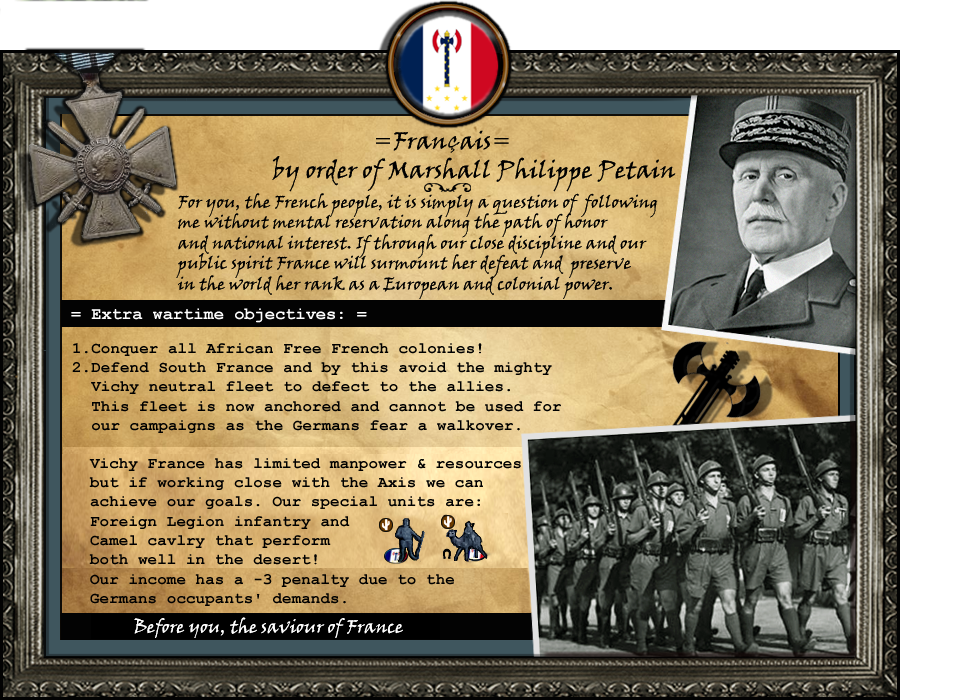 =Français=
by order of Marshall Philippe Petain
For you, the French people, it is simply a question of following
me without mental reservation along the path of honor
and national interest. If through our close discipline and our
public spirit France will surmount her defeat and preserve
in the world her rank as a European and colonial power.
= Extra wartime objectives: =
1.Conquer all African Free French colonies!
2.Defend South France and by this avoid the mighty
Vichy neutral fleet to defect to the allies.
This fleet is now anchored and cannot be used for
our campaigns as the Germans fear a walkover.
Vichy France has limited manpower & resources
but if working close with the Axis we can
achieve our goals. Our special units are:
Foreign Legion infantry and
Camel cavlry that perform
both well in the desert!
Our income has a -3 penalty due to the
Germans occupants' demands.
Before you, the saviour of France